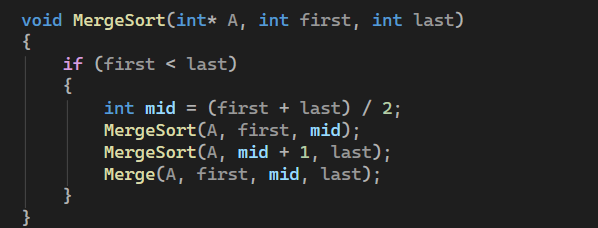 void MergeSort(int* A, int first, int last)
{
    if (first < last)
    {
        int mid = (first + last) / 2;
        MergeSort(A, first, mid);
        MergeSort(A, mid + 1, last);
        Merge(A, first, mid, last);
    }
}